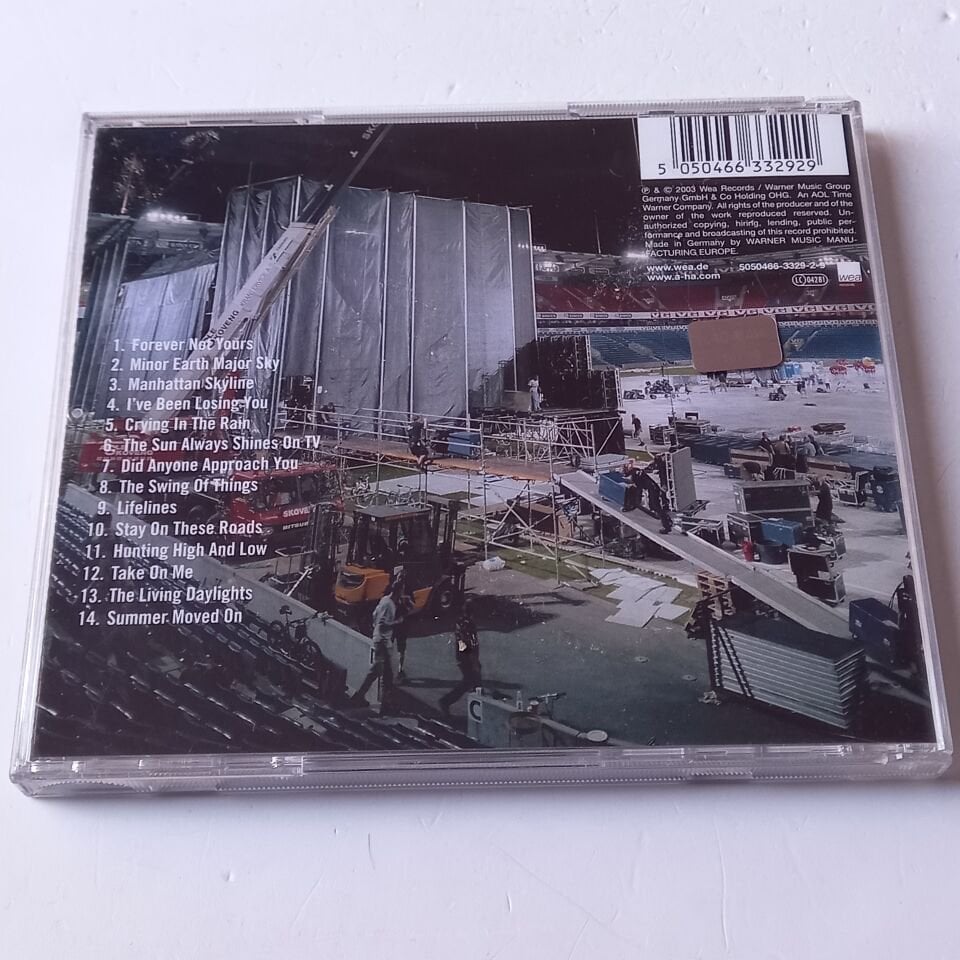 5 050466 332929
℗ & © 2003 Wea Records / Warner Music Group
Germany GmbH & Co Holding OHG. An AOL Time
Warner Company. All rights of the producer and of the
owner of the work reproduced reserved. Un-
authorized copying, hiring, lending, public per-
formance and broadcasting of this record prohibited.
Made in Germany by WARNER MUSIC MANU-
FACTURING EUROPE.
www.wea.de 5050466-3329-2-9
www.a-ha.com
LC 04281
wea
1. Forever Not Yours
2. Minor Earth Major Sky
3. Manhattan Skyline
4. I've Been Losing You
5. Crying In The Rain
6. The Sun Always Shines On TV
7. Did Anyone Approach You
8. The Swing Of Things
9. Lifelines
10. Stay On These Roads
11. Hunting High And Low
12. Take On Me
13. The Living Daylights
14. Summer Moved On
SKOVE
C